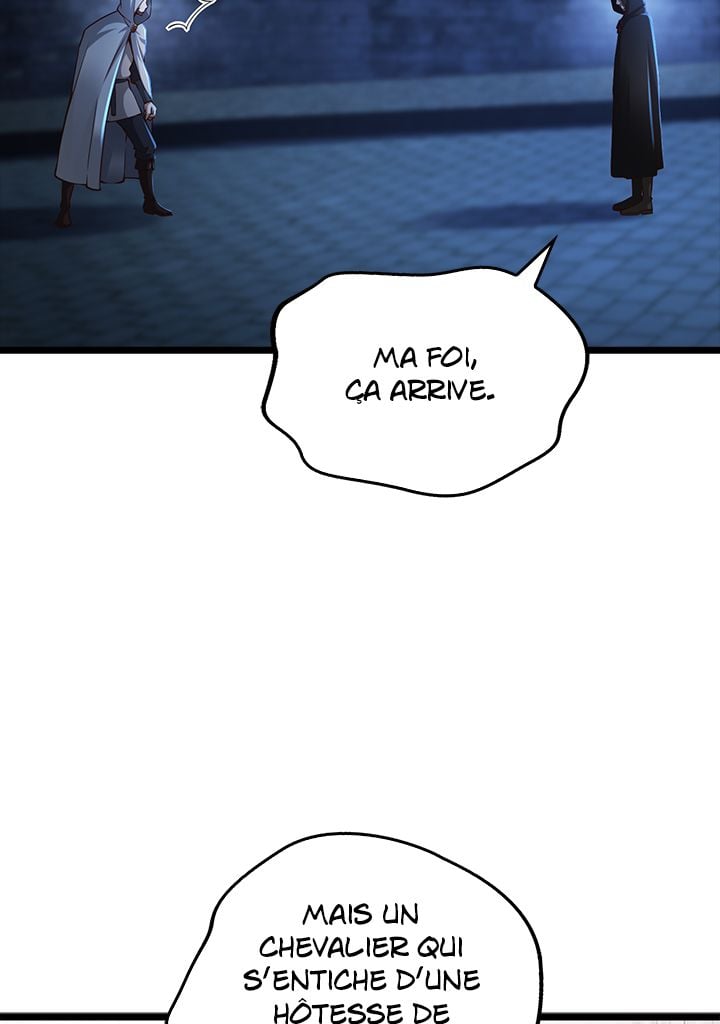 MA FOI,
ÇA ARRIVE.
MAIS UN
CHEVALIER QUI
S'ENTICHE D'UNE
HÔTESSE DE